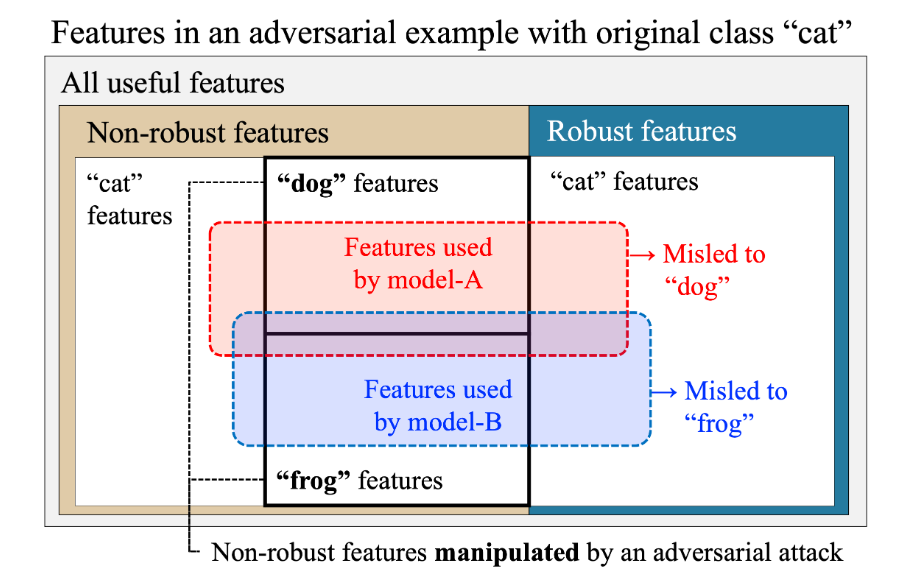 Features in an adversarial example with original class “cat”
All useful features
Non-robust features
Robust features
“cat”
features
“dog” features
“cat” features
Features used
by model-A
→ Misled to
“dog”
Features used
by model-B
→ Misled to
“frog”
“frog” features
Non-robust features manipulated by an adversarial attack